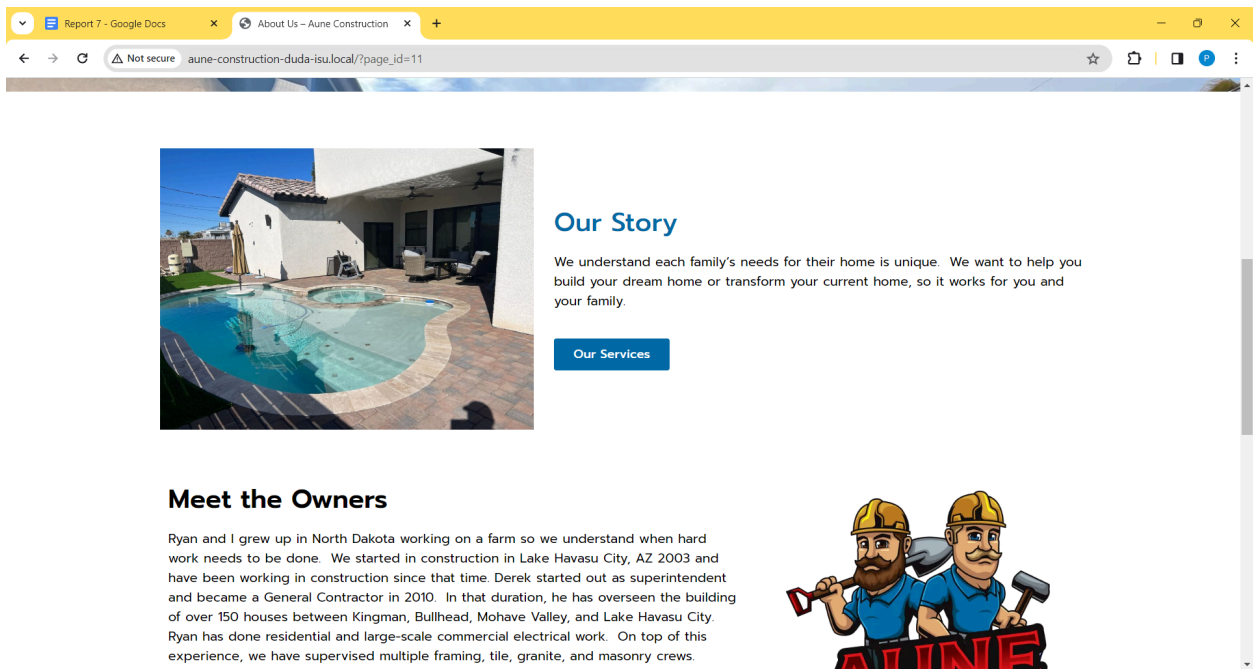 Report 7 - Google Docs
About Us – Aune Construction
Not secure
aune-construction-duda-isu.local/?page_id=11
P
Our Story
We understand each family’s needs for their home is unique.  We want to help you
build your dream home or transform your current home, so it works for you and
your family.
Our Services
Meet the Owners
Ryan and I grew up in North Dakota working on a farm so we understand when hard
work needs to be done.  We started in construction in Lake Havasu City, AZ 2003 and
have been working in construction since that time. Derek started out as superintendent
and became a General Contractor in 2010.  In that duration, he has overseen the building
of over 150 houses between Kingman, Bullhead, Mohave Valley, and Lake Havasu City.
Ryan has done residential and large-scale commercial electrical work.  On top of this
experience, we have supervised multiple framing, tile, granite, and masonry crews.
AUNE